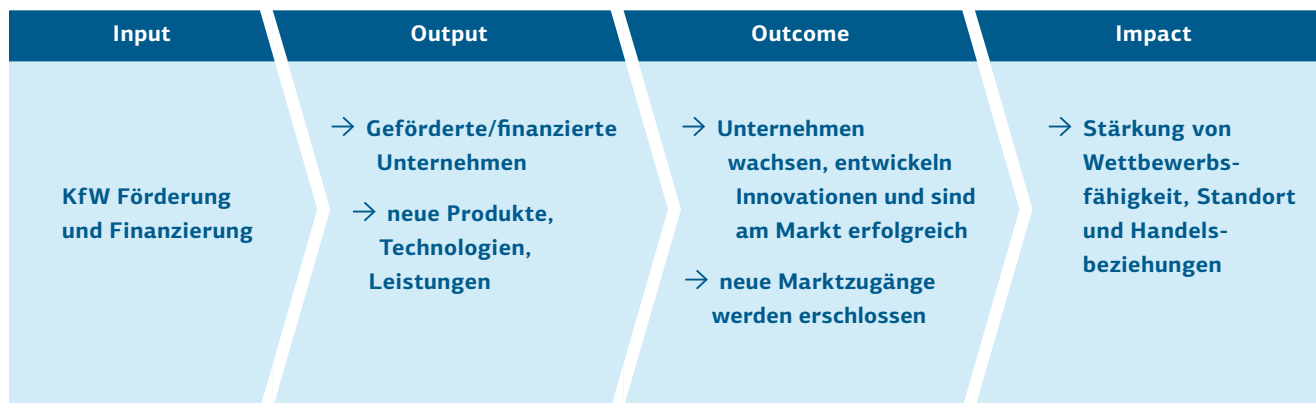 Input
Output
Outcome
Impact
KfW Förderung
und Finanzierung
→ Geförderte/finanzierte
Unternehmen
→ neue Produkte,
Technologien,
Leistungen
→ Unternehmen
wachsen, entwickeln
Innovationen und sind
am Markt erfolgreich
→ neue Marktzugänge
werden erschlossen
→ Stärkung von
Wettbewerbs-
fähigkeit, Standort
und Handels-
beziehungen